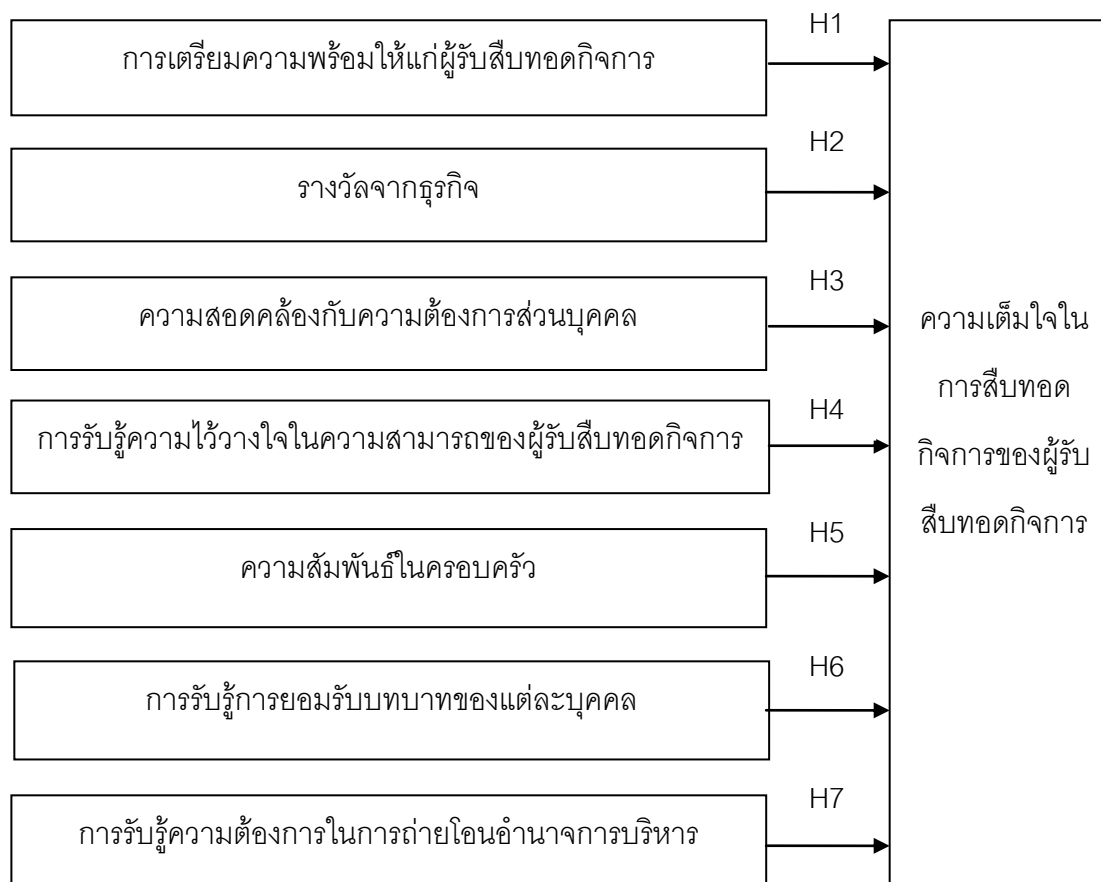 H1
การเตรียมความพร้อมให้แก่ผู้รับสืบทอดกิจการ
H2
รางวัลจากธุรกิจ
H3
ความสอดคล้องกับความต้องการส่วนบุคคล
H4
การรับรู้ความไว้วางใจในความสามารถของผู้รับสืบทอดกิจการ
H5
ความสัมพันธ์ในครอบครัว
H6
การรับรู้การยอมรับบทบาทของแต่ละบุคคล
H7
การรับรู้ความต้องการในการถ่ายโอนอำนาจการบริหาร
ความเต็มใจใน
การสืบทอด
กิจการของผู้รับ
สืบทอดกิจการ